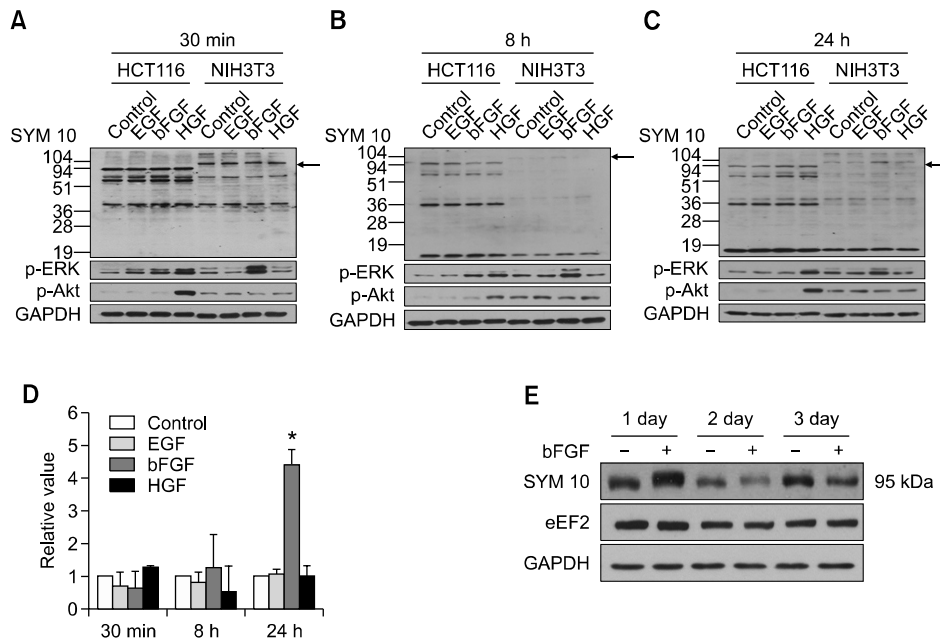 A
30 min
HCT116 NIH3T3
Control EGF bFGF HGF Control EGF bFGF HGF
SYM 10
104
94
51
36
28
19
p-ERK
p-Akt
GAPDH
B
8 h
HCT116 NIH3T3
Control EGF bFGF HGF Control EGF bFGF HGF
SYM 10
104
94
51
36
28
19
p-ERK
p-Akt
GAPDH
C
24 h
HCT116 NIH3T3
Control EGF bFGF HGF Control EGF bFGF HGF
SYM 10
104
94
51
36
28
19
p-ERK
p-Akt
GAPDH
D
Relative value
6
5
4
3
2
1
0
Control
EGF
bFGF
HGF
*
30 min 8 h 24 h
E
1 day 2 day 3 day
bFGF − + − + − +
SYM 10 95 kDa
eEF2
GAPDH